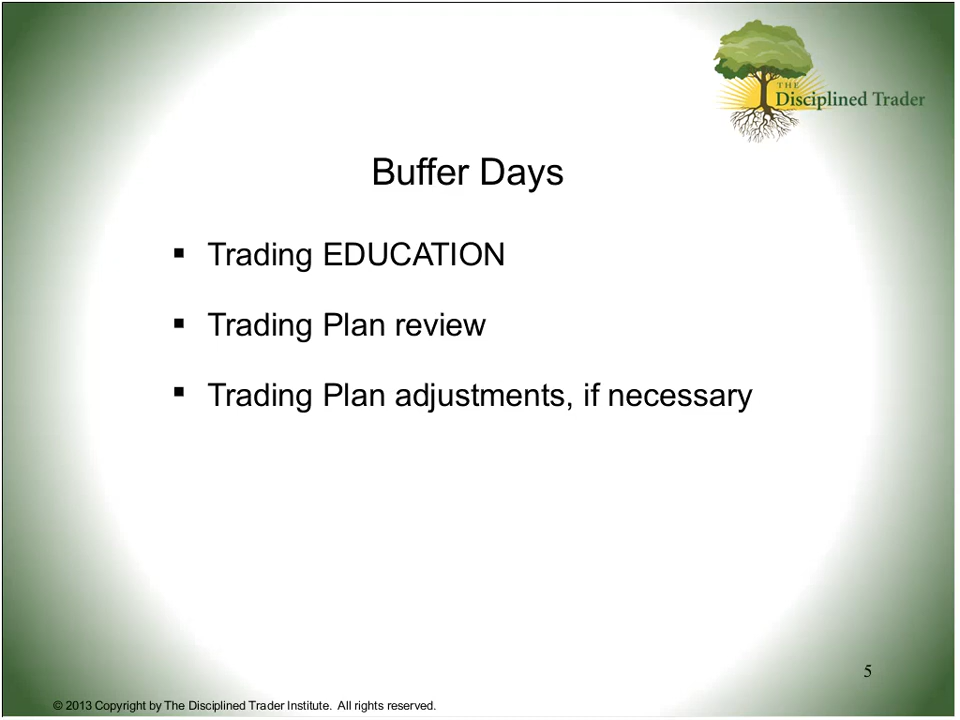 THE
Disciplined Trader
Buffer Days
▪ Trading EDUCATION
▪ Trading Plan review
▪ Trading Plan adjustments, if necessary
5
© 2013 Copyright by The Disciplined Trader Institute. All rights reserved.